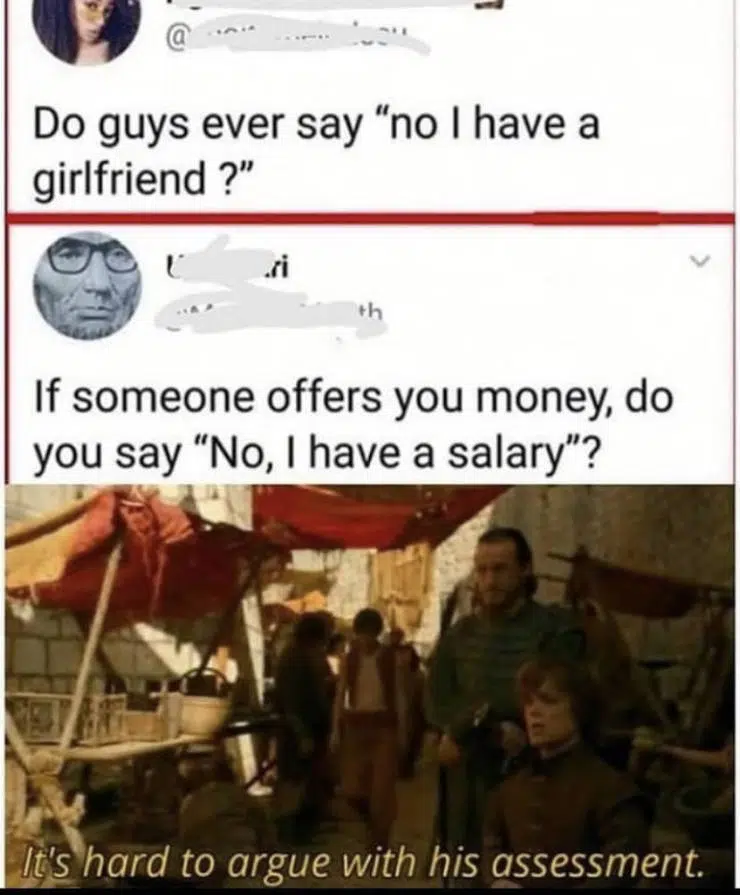 @
Do guys ever say “no I have a
girlfriend ?”
If someone offers you money, do
you say “No, I have a salary”?
It's hard to argue with his assessment.